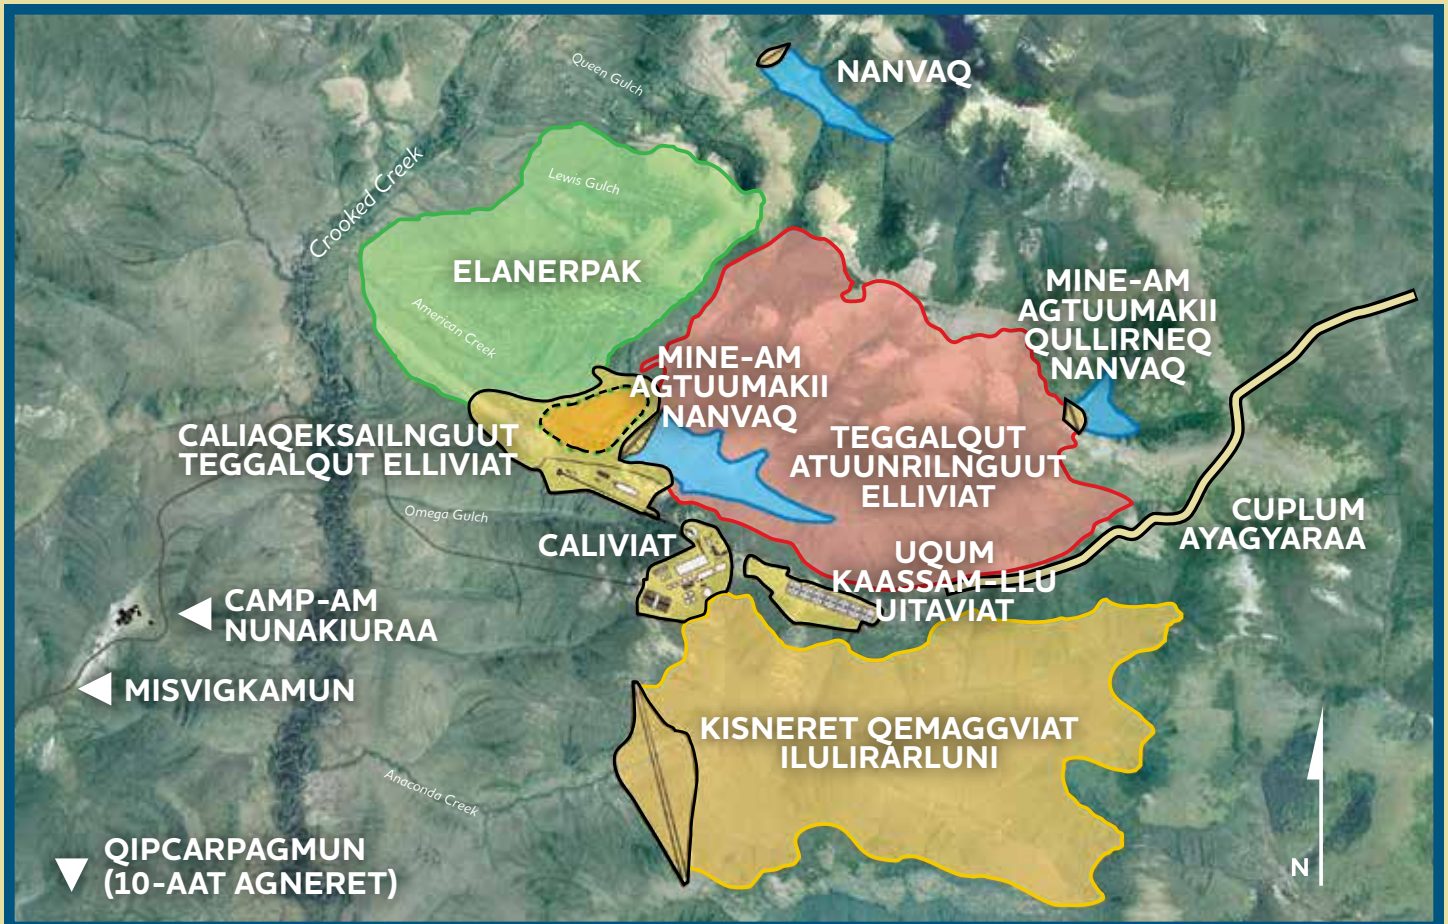 Queen Gulch
NANVAQ
Crooked Creek
Lewis Gulch
ELANERPAK
American Creek
MINE-AM
AGTUUMAKII
QULLIRNEQ
NANVAQ
MINE-AM
AGTUUMAKII
NANVAQ
CALIAQEKSAILNGUUT
TEGGALQUT ELLIVIAT
TEGGALQUT
ATUUNRILNGUUT
ELLIVIAT
Omega Gulch
CUPLUM
AYAGYARAA
CALIVIAT
UQUM
KAASSAM-LLU
UITAVIAT
CAMP-AM
NUNAKIURAA
MISVIGKAMUN
KISNERET QEMAGGVIAT
ILULIRARLUNI
Anaconda Creek
QIPCARPAGMUN
(10-AAT AGNERET)
N